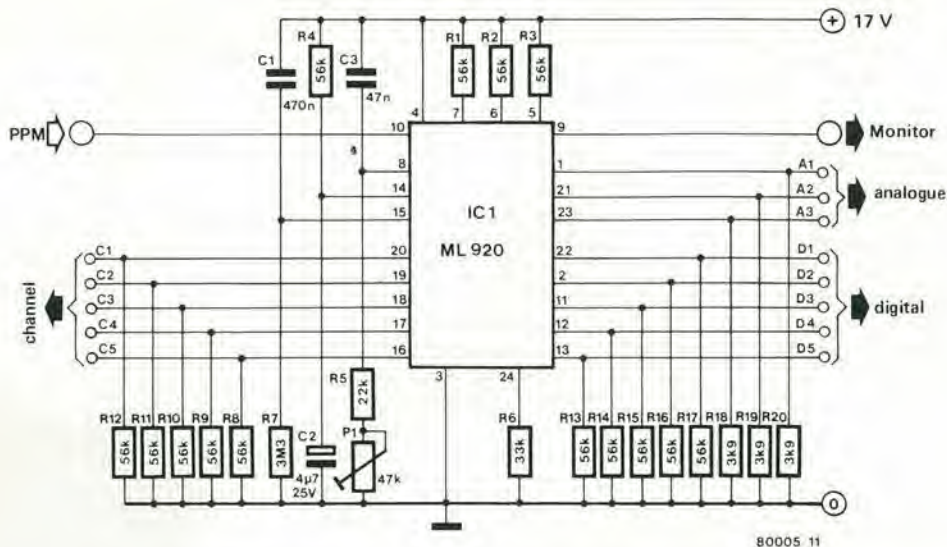 + 17 V
R4 R1 R2 R3
C1 C3
56k 56k 56k 56k
470n 47n
4 7 6 5
PPM 10 9 Monitor
8 1 A1
14 21 A2 analogue
15 23 A3
IC1
ML 920
C1 20 22 D1
C2 19 2 D2
channel C3 18 11 D3 digital
C4 17 12 D4
C5 16 13 D5
3 24
R5
22k
R12 R11 R10 R9 R8 R7 P1 R6 R13 R14 R15 R16 R17 R18 R19 R20
C2
56k 56k 56k 56k 56k 3M3 33k 56k 56k 56k 56k 56k 3k9 3k9 3k9
4µ7 47k
25V
0
80005 11